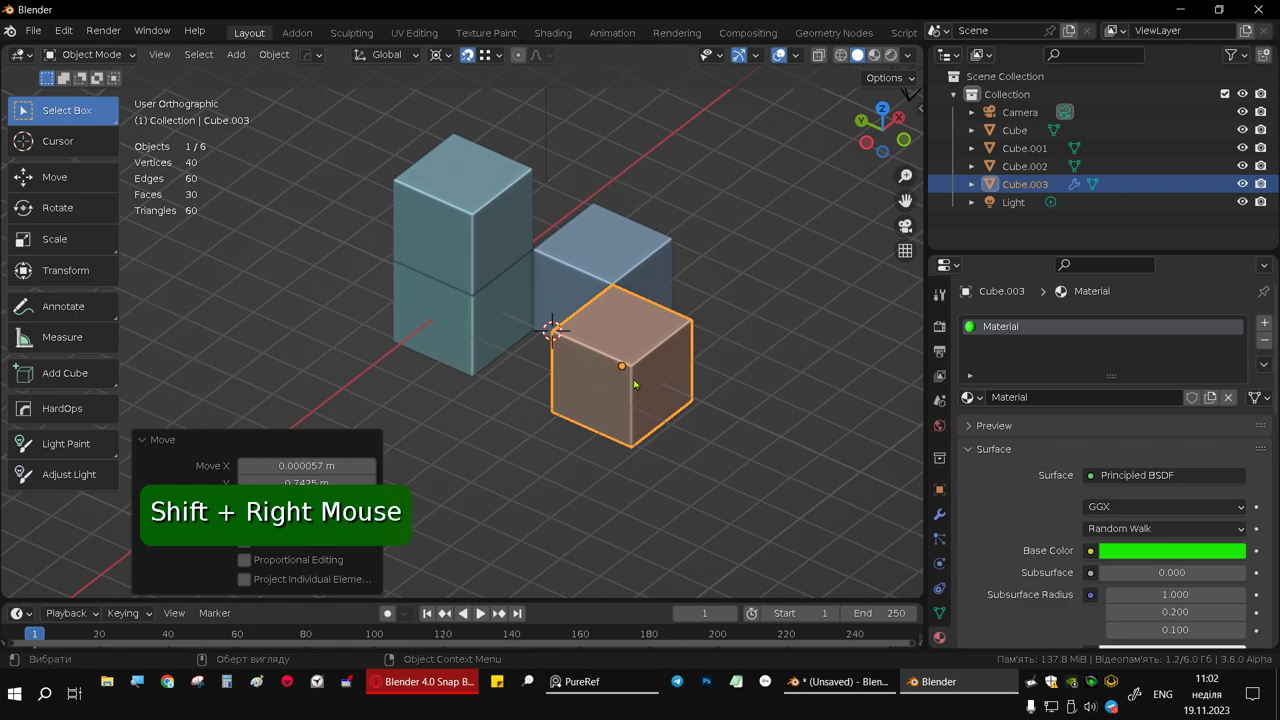 Blender
File Edit Render Window Help
Layout Addon Sculpting UV Editing Texture Paint Shading Animation Rendering Compositing Geometry Nodes Script
Scene ViewLayer
Object Mode View Select Add Object Global
Options
Select Box
Cursor
Move
Rotate
Scale
Transform
Annotate
Measure
Add Cube
HardOps
Light Paint
Adjust Light
User Orthographic
(1) Collection | Cube.003
Objects 1/6
Vertices 40
Edges 60
Faces 30
Triangles 60
Z
X
Y
Move
Move X 0.000057 m
Y 0.7425 m
Shift + Right Mouse
Proportional Editing
Project Individual Eleme...
Scene Collection
Collection
Camera
Cube
Cube.001
Cube.002
Cube.003
Light
Cube.003 > Material
Material
Material
Preview
Surface
Surface Principled BSDF
GGX
Random Walk
Base Color
Subsurface 0.000
Subsurface Radius 1.000
0.200
0.100
Playback Keying View Marker
1 Start 1 End 250
1 20 40 60 80 100 120 140 160 180 200 220 240
Вибрати Оберт вигляду Object Context Menu
Пам'ять: 137.8 MiB | Відеопам'ять: 1.2/6.0 Гі | 3.6.0 Alpha
Blender 4.0 Snap B... PureRef * (Unsaved) - Blen... Blender
ENG
11:02
неділя
19.11.2023